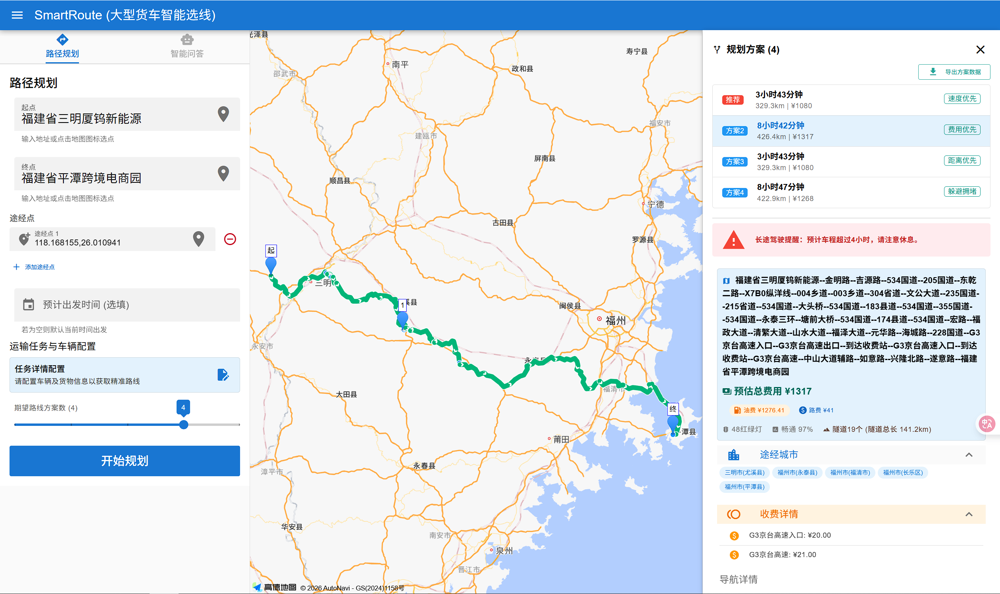 SmartRoute (大型货车智能选线)
路径规划
智能问答
路径规划
起点
福建省三明厦钨新能源
输入地址或点击地图图标选点
终点
福建省平潭跨境电商园
输入地址或点击地图图标选点
途经点
途经点 1
118.168155,26.010941
添加途经点
预计出发时间 (选填)
若为空则默认当前时间出发
运输任务与车辆配置
任务详情配置
请配置车辆及货物信息以获取精准路线
期望路线方案数 (4)
4
开始规划
光泽县
寿宁县
南平
政和县
邵武市
福安市
建瓯市
屏南县
顺昌县
宁德
古田县
罗源县
起
三明
1
溪县
闽侯县
福州
永安市
大田县
福清市
终
潭县
莆田
永春县
漳平市
华安县
南安市
泉州
晋江市
高德地图 © 2026 AutoNavi - GS(2024)1158号
规划方案 (4)
导出方案数据
推荐
3小时43分钟
速度优先
329.3km | ¥1080
方案2
8小时42分钟
费用优先
426.4km | ¥1317
方案3
3小时43分钟
距离优先
329.3km | ¥1080
方案4
8小时47分钟
躲避拥堵
422.9km | ¥1268
长途驾驶提醒：预计车程超过4小时，请注意休息。
福建省三明厦钨新能源--金明路--吉源路--534国道--205国道--东乾
二路--X7B0纵洋线--004乡道--003乡道--304省道--文公大道--235国道-
-215省道--534国道--大头桥--534国道--183县道--534国道--355国道-
-534国道--永泰三环--塘前大桥--534国道--174县道--534国道--宏路--福
政大道--清繁大道--山水大道--福泽大道--元华路--海城路--228国道--G3
京台高速入口--G3京台高速出口--到达收费站--G3京台高速入口--到达
收费站--G3京台高速--中山大道辅路--如意路--兴隆北路--遂意路--福建
省平潭跨境电商园
预估总费用 ¥1317
油费 ¥1276.41
路费 ¥41
48红绿灯
畅通 97%
隧道19个 (隧道总长 141.2km)
途经城市
三明市(尤溪县)
福州市(永泰县)
福州市(福清市)
福州市(长乐区)
福州市(平潭县)
收费详情
G3京台高速入口: ¥20.00
G3京台高速: ¥21.00
导航详情